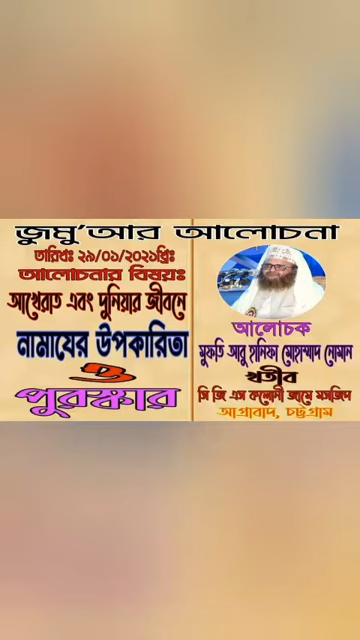 জুমু'আর আলোচনা
তারিখঃ ২৯/০১/২০২১খ্রিঃ
আলোচনার বিষয়ঃ
আখেরাত এবং দুনিয়ার জীবনে
নামাযের উপকারিতা
ও
পুরস্কার
আলোচক
মুফতি আবু হানিফা মোহাম্মাদ নোমান
খতীব
সি জি এস কলোনী জামে মসজিদ
আগ্রাবাদ, চট্টগ্রাম